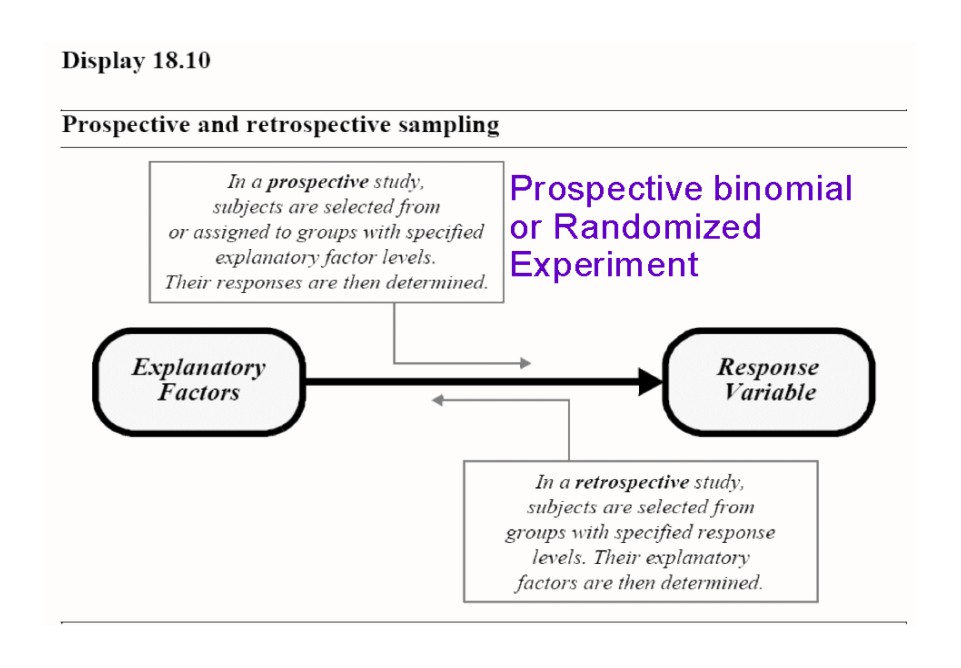 Display 18.10
Prospective and retrospective sampling
In a prospective study,
subjects are selected from
or assigned to groups with specified
explanatory factor levels.
Their responses are then determined.
Prospective binomial
or Randomized
Experiment
Explanatory
Factors
Response
Variable
In a retrospective study,
subjects are selected from
groups with specified response
levels. Their explanatory
factors are then determined.